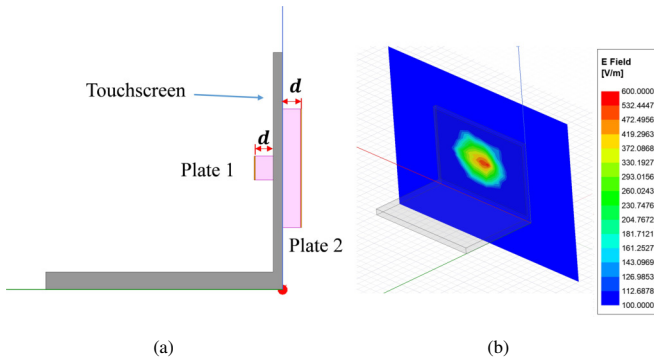 Touchscreen
d
d
Plate 1
Plate 2
(a)
E Field
[V/m]
600.0000
532.4447
472.4956
419.2963
372.0868
330.1927
293.0156
260.0243
230.7476
204.7672
181.7121
161.2527
143.0969
126.9853
112.6878
100.0000
(b)